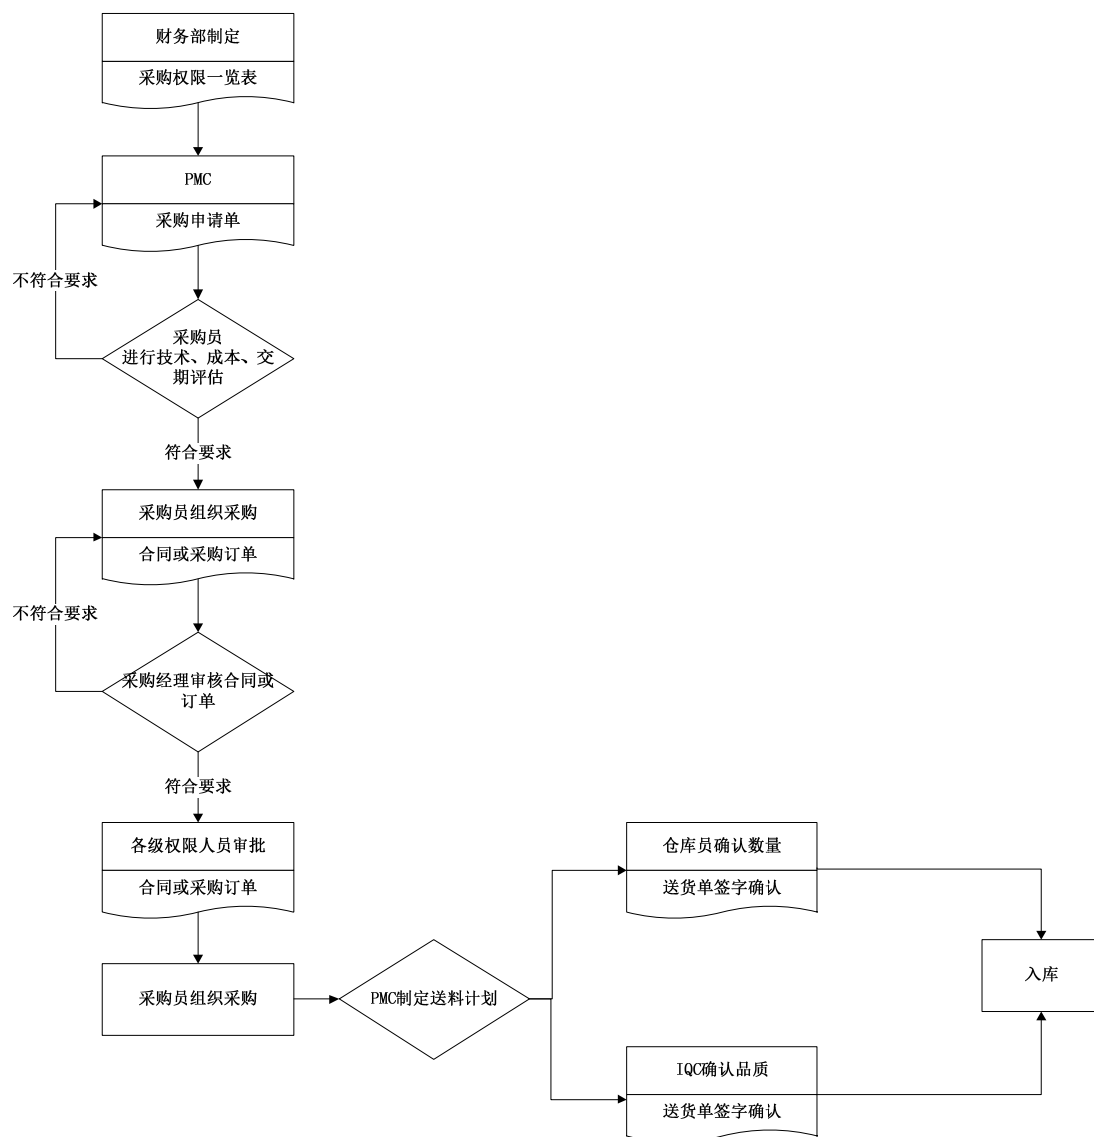 财务部制定
采购权限一览表
PMC
采购申请单
不符合要求
采购员
进行技术、成本、交
期评估
符合要求
采购员组织采购
合同或采购订单
不符合要求
采购经理审核合同或
订单
符合要求
各级权限人员审批
合同或采购订单
采购员组织采购
PMC制定送料计划
仓库员确认数量
送货单签字确认
IQC确认品质
送货单签字确认
入库